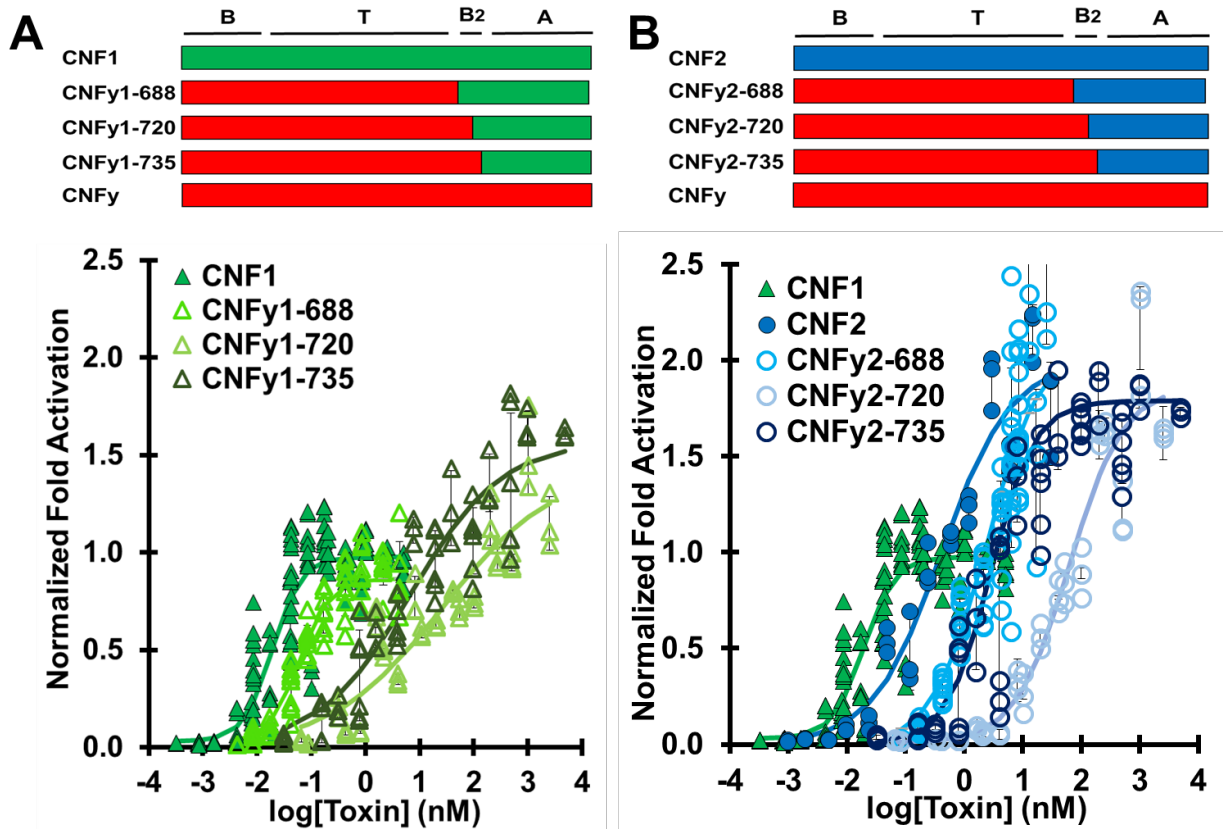 A
B T B2 A
CNF1
CNFy1-688
CNFy1-720
CNFy1-735
CNFy
Normalized Fold Activation
2.5
2.0
1.5
1.0
0.5
0.0
CNF1
CNFy1-688
CNFy1-720
CNFy1-735
-4 -3 -2 -1 0 1 2 3 4
log[Toxin] (nM)
B
B T B2 A
CNF2
CNFy2-688
CNFy2-720
CNFy2-735
CNFy
Normalized Fold Activation
2.5
2.0
1.5
1.0
0.5
0.0
CNF1
CNF2
CNFy2-688
CNFy2-720
CNFy2-735
-4 -3 -2 -1 0 1 2 3 4
log[Toxin] (nM)